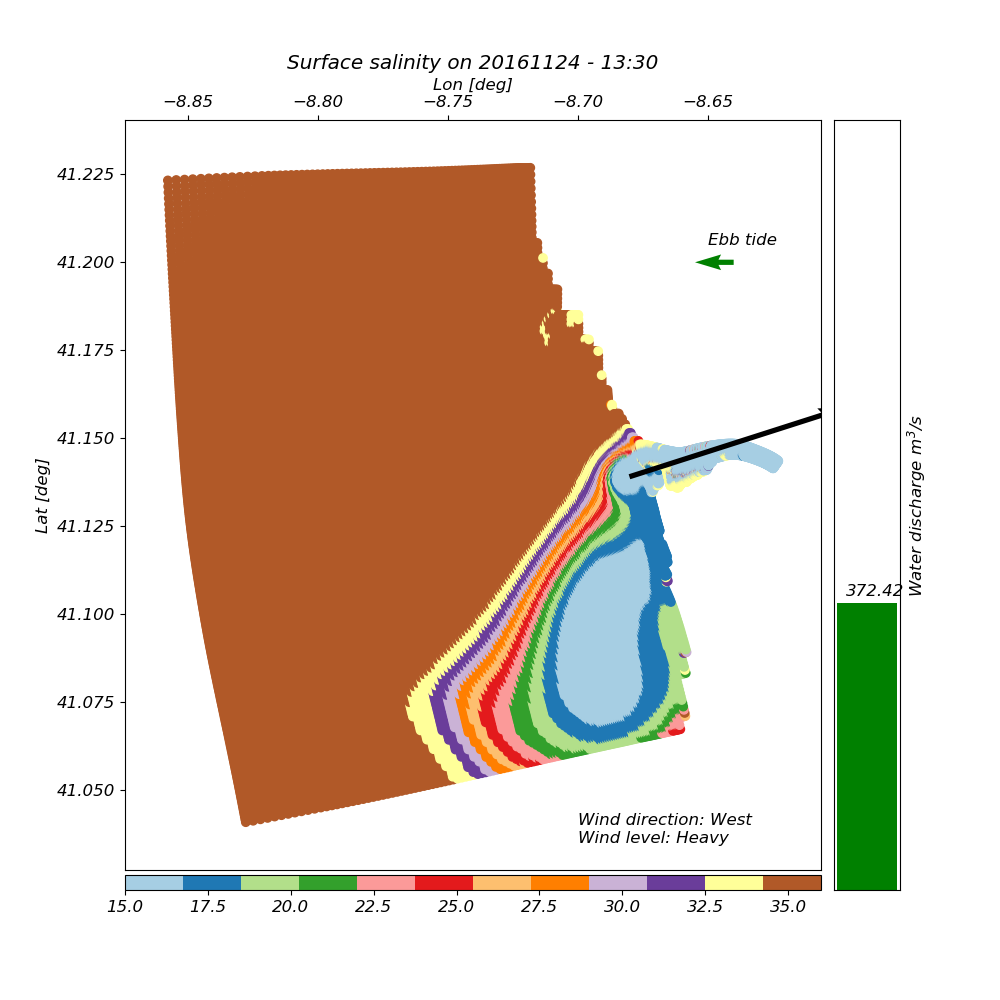 Surface salinity on 20161124 - 13:30
Lon [deg]
−8.85 −8.80 −8.75 −8.70 −8.65
41.225
41.200
41.175
41.150
41.125
41.100
41.075
41.050
Lat [deg]
Ebb tide
Wind direction: West
Wind level: Heavy
372.42
Water discharge m³/s
15.0 17.5 20.0 22.5 25.0 27.5 30.0 32.5 35.0